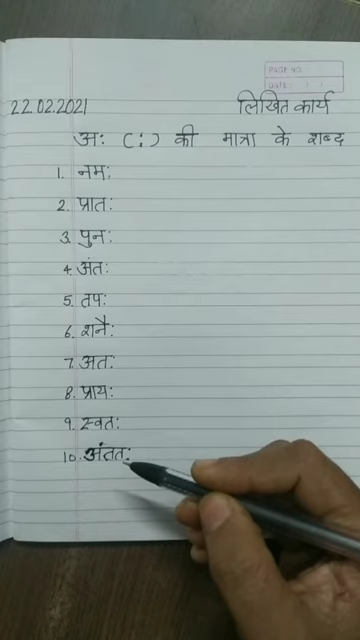 PAGE NO.
DATE: / /
22.02.2021 लिखित कार्य
अः (ः) की मात्रा के शब्द
1. नमः
2. प्रातः
3. पुनः
4. अंतः
5. तपः
6. शनैः
7. अतः
8. प्रायः
9. स्वतः
10. अंततः